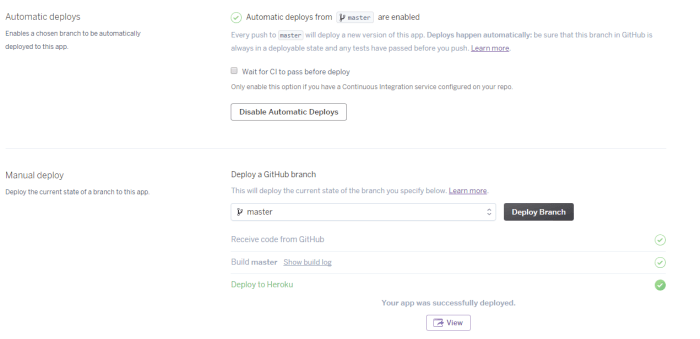 Automatic deploys
Enables a chosen branch to be automatically
deployed to this app.
Automatic deploys from master are enabled
Every push to master will deploy a new version of this app. Deploys happen automatically: be sure that this branch in GitHub is
always in a deployable state and any tests have passed before you push. Learn more.
Wait for CI to pass before deploy
Only enable this option if you have a Continuous Integration service configured on your repo.
Disable Automatic Deploys
Manual deploy
Deploy the current state of a branch to this app.
Deploy a GitHub branch
This will deploy the current state of the branch you specify below. Learn more.
master
Deploy Branch
Receive code from GitHub
Build master Show build log
Deploy to Heroku
Your app was successfully deployed.
View